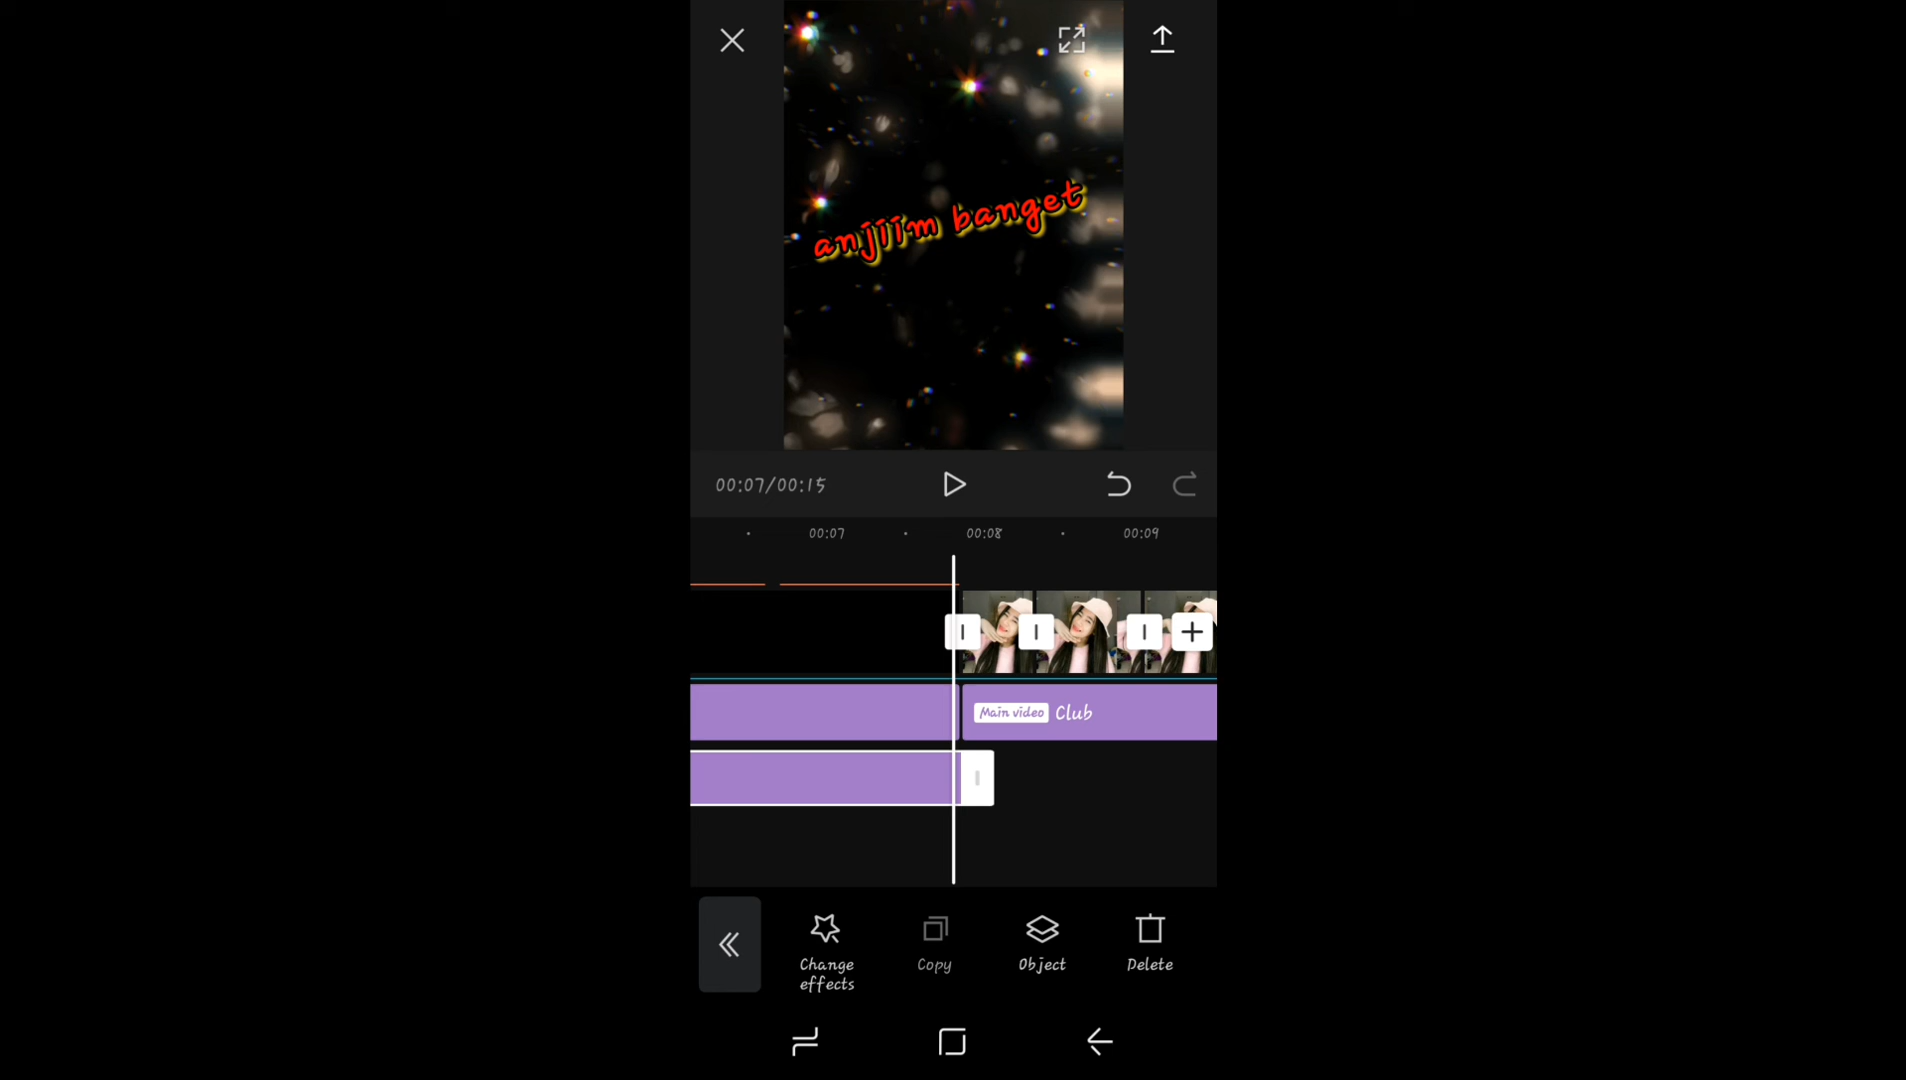 anjiim banget
00:07/00:15
00:07
00:08
00:09
Main video Club
Change effects
Copy
Object
Delete